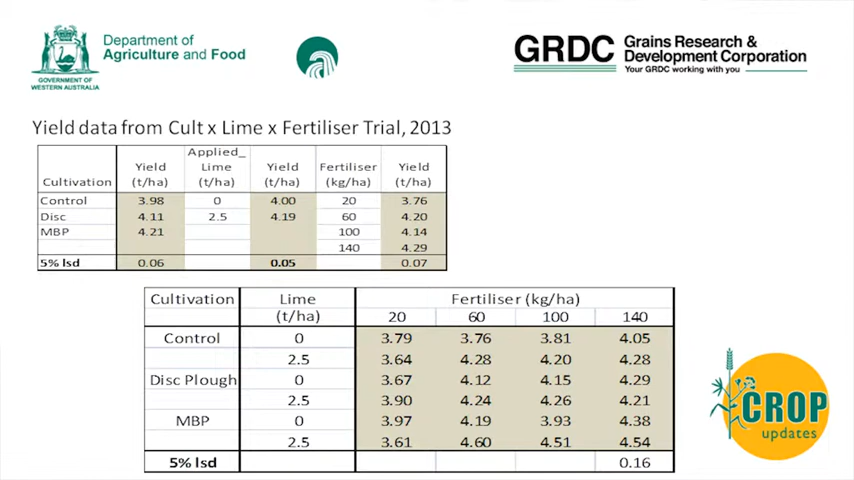 Department of
Agriculture and Food
GOVERNMENT OF
WESTERN AUSTRALIA
GRDC
Grains Research &
Development Corporation
Your GRDC working with you
Yield data from Cult x Lime x Fertiliser Trial, 2013
Cultivation Yield (t/ha) Applied_ Lime (t/ha) Yield (t/ha) Fertiliser (kg/ha) Yield (t/ha)
Control 3.98 0 4.00 20 3.76
Disc 4.11 2.5 4.19 60 4.20
MBP 4.21 100 4.14
140 4.29
5% lsd 0.06 0.05 0.07
Cultivation Lime Fertiliser (kg/ha)
(t/ha) 20 60 100 140
Control 0 3.79 3.76 3.81 4.05
2.5 3.64 4.28 4.20 4.28
Disc Plough 0 3.67 4.12 4.15 4.29
2.5 3.90 4.24 4.26 4.21
MBP 0 3.97 4.19 3.93 4.38
2.5 3.61 4.60 4.51 4.54
5% lsd 0.16
CROP
updates